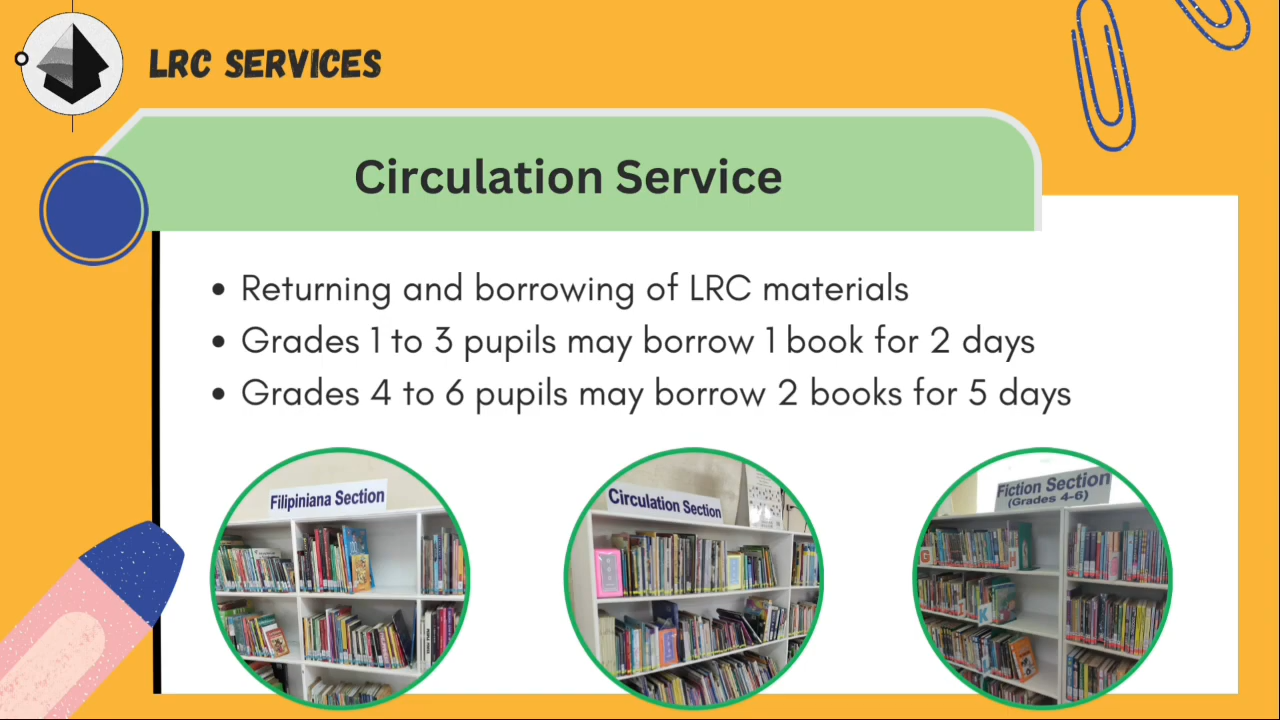 LRC SERVICES
Circulation Service
• Returning and borrowing of LRC materials
• Grades 1 to 3 pupils may borrow 1 book for 2 days
• Grades 4 to 6 pupils may borrow 2 books for 5 days
Filipiniana Section
Circulation Section
Fiction Section
(Grades 4-6)